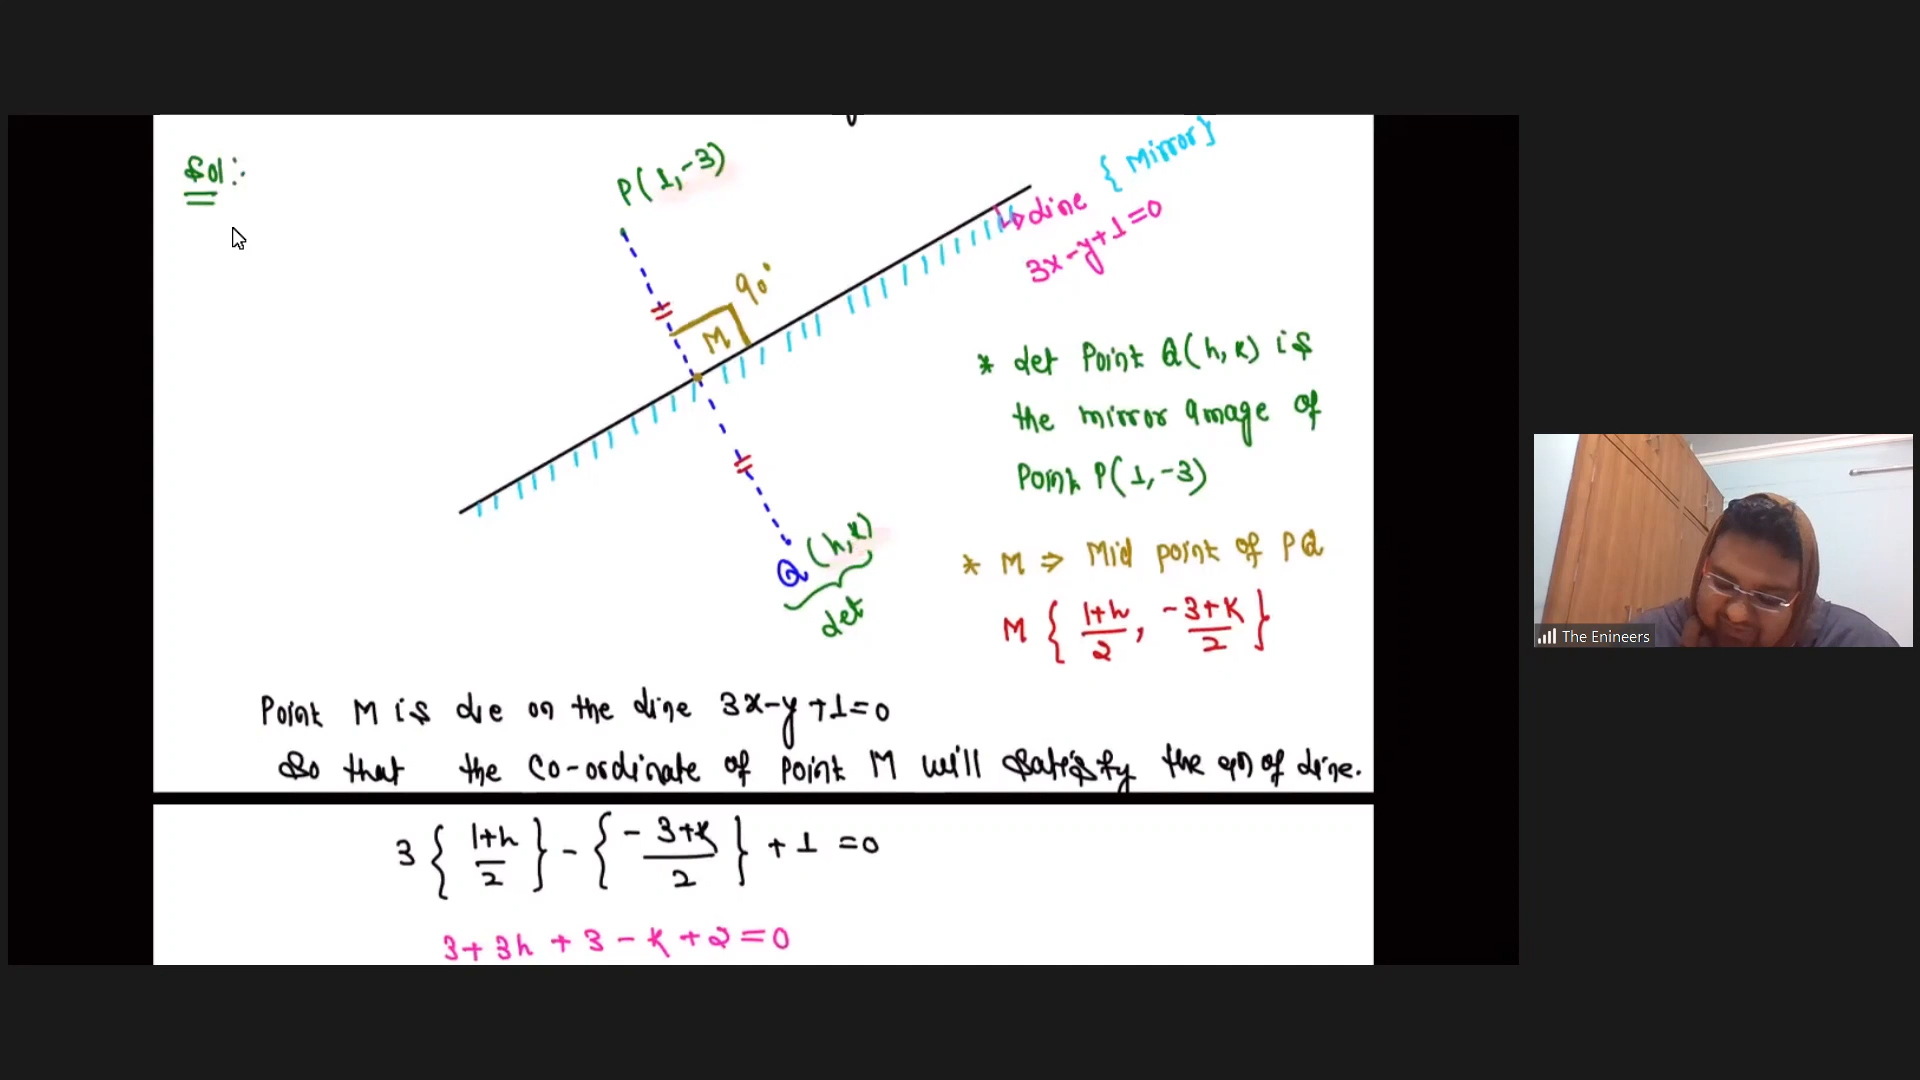 Sol:-
P(1,-3)
{Mirror}
Line
3x-y+1=0
90°
M
* Let Point Q(h,k) is
the mirror Image of
Point P(1,-3)
Q (h,k)
Let
* M ⇒ Mid point of PQ
M { 1+h/2, -3+k/2 }
Point M is Lie on the Line 3x-y+1=0
So that the Co-ordinate of point M will Satisfy the eqn of Line.
3 { 1+h/2 } - { -3+k/2 } + 1 = 0
3+3h+3-k+2=0
The Enineers